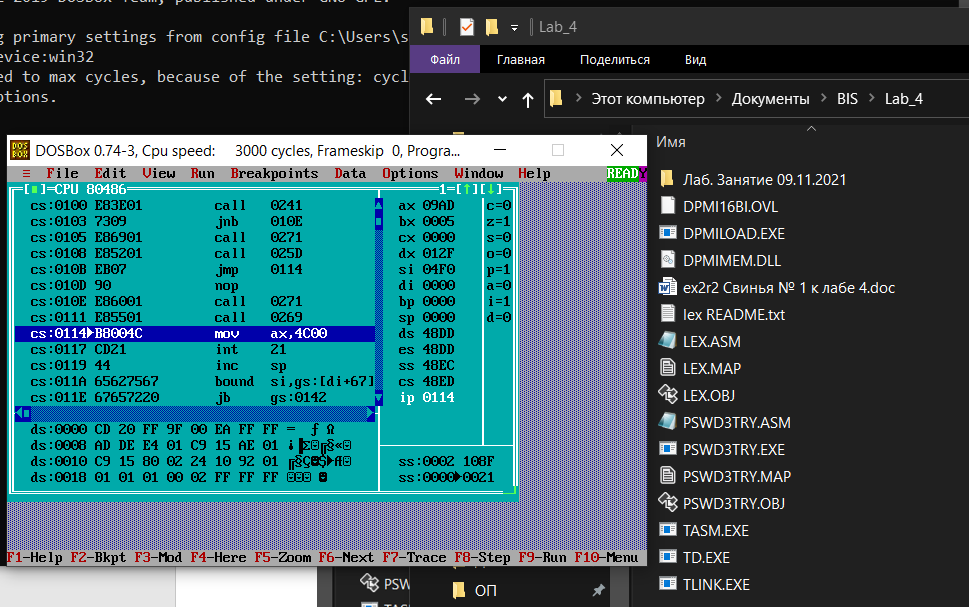 2019 DOSBox Team, published under GNU GPL.
g primary settings from config file C:\Users\s
evice:win32
ed to max cycles, because of the setting: cycl
ptions.
Lab_4
Файл Главная Поделиться Вид
Этот компьютер > Документы > BIS > Lab_4
Имя
Лаб. Занятие 09.11.2021
DPMI16BI.OVL
DPMILOAD.EXE
DPMIMEM.DLL
ex2r2 Свинья № 1 к лабе 4.doc
lex README.txt
LEX.ASM
LEX.MAP
LEX.OBJ
PSWD3TRY.ASM
PSWD3TRY.EXE
PSWD3TRY.MAP
PSWD3TRY.OBJ
TASM.EXE
TD.EXE
TLINK.EXE
DOSBox 0.74-3, Cpu speed: 3000 cycles, Frameskip 0, Progra...
≡ File Edit View Run Breakpoints Data Options Window Help READY
[■]=CPU 80486 1=[↑][↓]
cs:0100 E83E01 call 0241 ax 09AD c=0
cs:0103 7309 jnb 010E bx 0005 z=1
cs:0105 E86901 call 0271 cx 0000 s=0
cs:0108 E85201 call 025D dx 012F o=0
cs:010B EB07 jmp 0114 si 04F0 p=1
cs:010D 90 nop di 0000 a=0
cs:010E E86001 call 0271 bp 0000 i=1
cs:0111 E85501 call 0269 sp 0000 d=0
cs:0114►B8004C mov ax,4C00 ds 48DD
cs:0117 CD21 int 21 es 48DD
cs:0119 44 inc sp ss 48EC
cs:011A 65627567 bound si,gs:[di+67] cs 48ED
cs:011E 67657220 jb gs:0142 ip 0114
ds:0000 CD 20 FF 9F 00 EA FF FF = ƒ Ω
ds:0008 AD DE E4 01 C9 15 AE 01 ¡▐Σ☺╔§«☺
ds:0010 C9 15 80 02 24 10 92 01 ╔§Ç☻$►Æ☺ ss:0002 108F
ds:0018 01 01 01 00 02 FF FF FF ☺☺☺ ☻ ss:0000►0021
F1-Help F2-Bkpt F3-Mod F4-Here F5-Zoom F6-Next F7-Trace F8-Step F9-Run F10-Menu
PSW
ОП